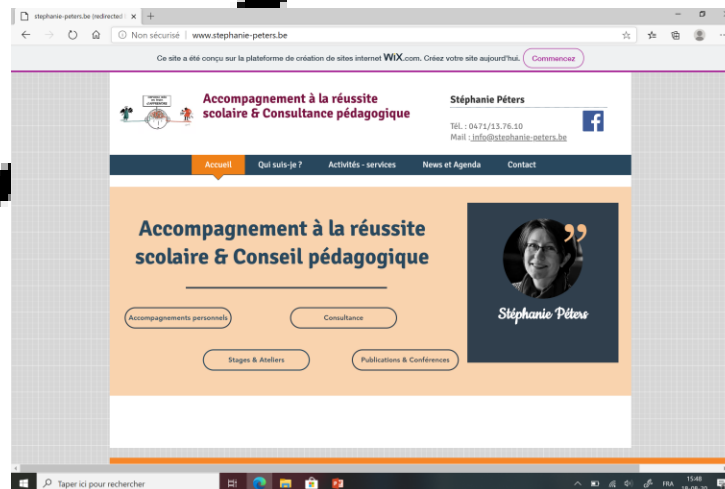 stephanie-peters.be (redirected
Non sécurisé | www.stephanie-peters.be
Ce site a été conçu sur la plateforme de création de sites internet WiX.com. Créez votre site aujourd'hui. Commencez
Accompagnement à la réussite
scolaire & Consultance pédagogique
Stéphanie Péters
Tél. : 0471/13.76.10
Mail : info@stephanie-peters.be
Accueil Qui suis-je ? Activités - services News et Agenda Contact
Accompagnement à la réussite
scolaire & Conseil pédagogique
Stéphanie Péters
Accompagnements personnels Consultance
Stages & Ateliers Publications & Conférences
Taper ici pour rechercher
FRA 15:48